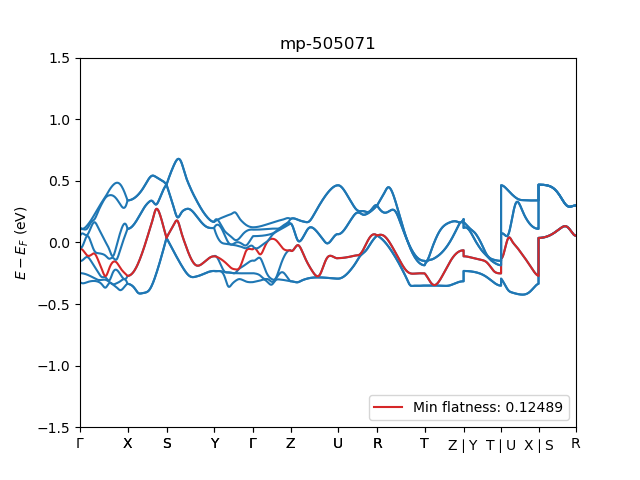 mp-505071
1.5
1.0
0.5
0.0
−0.5
−1.0
−1.5
E − E_F (eV)
Min flatness: 0.12489
Γ X S Y Γ Z U R T Z | Y T | U X | S R